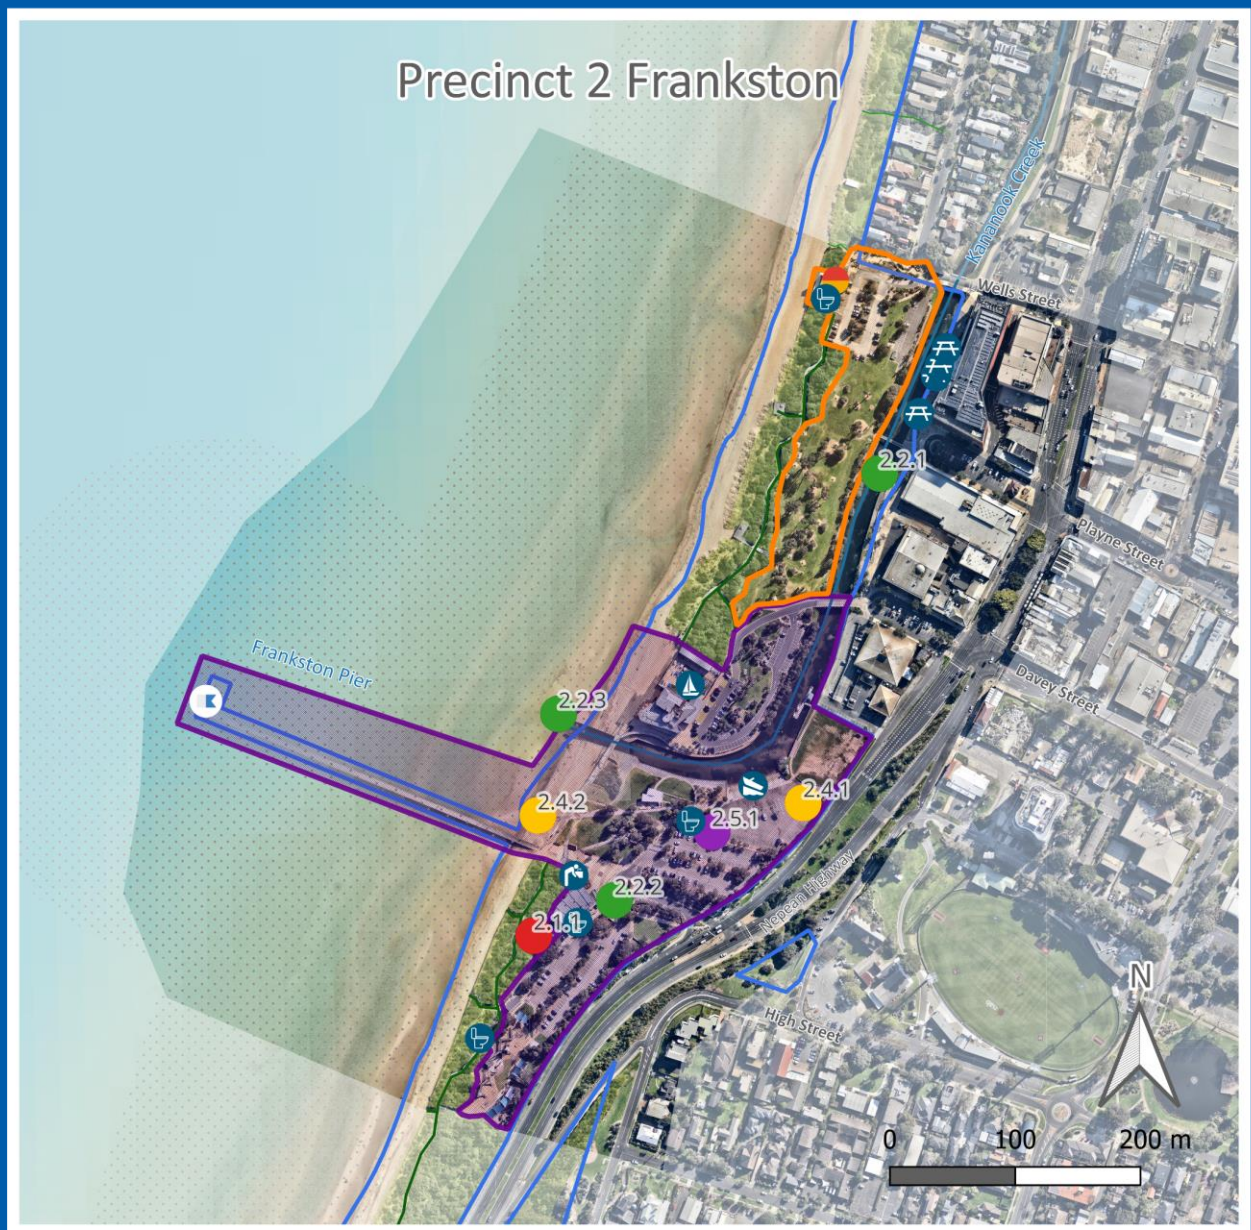 Precinct 2 Frankston
Kananook Creek
Wells Street
2.2.1
Playne Street
Frankston Pier
Davey Street
2.2.3
2.4.2
2.4.1
2.5.1
Nepean Highway
2.2.2
2.1.1
N
High Street
0 100 200 m